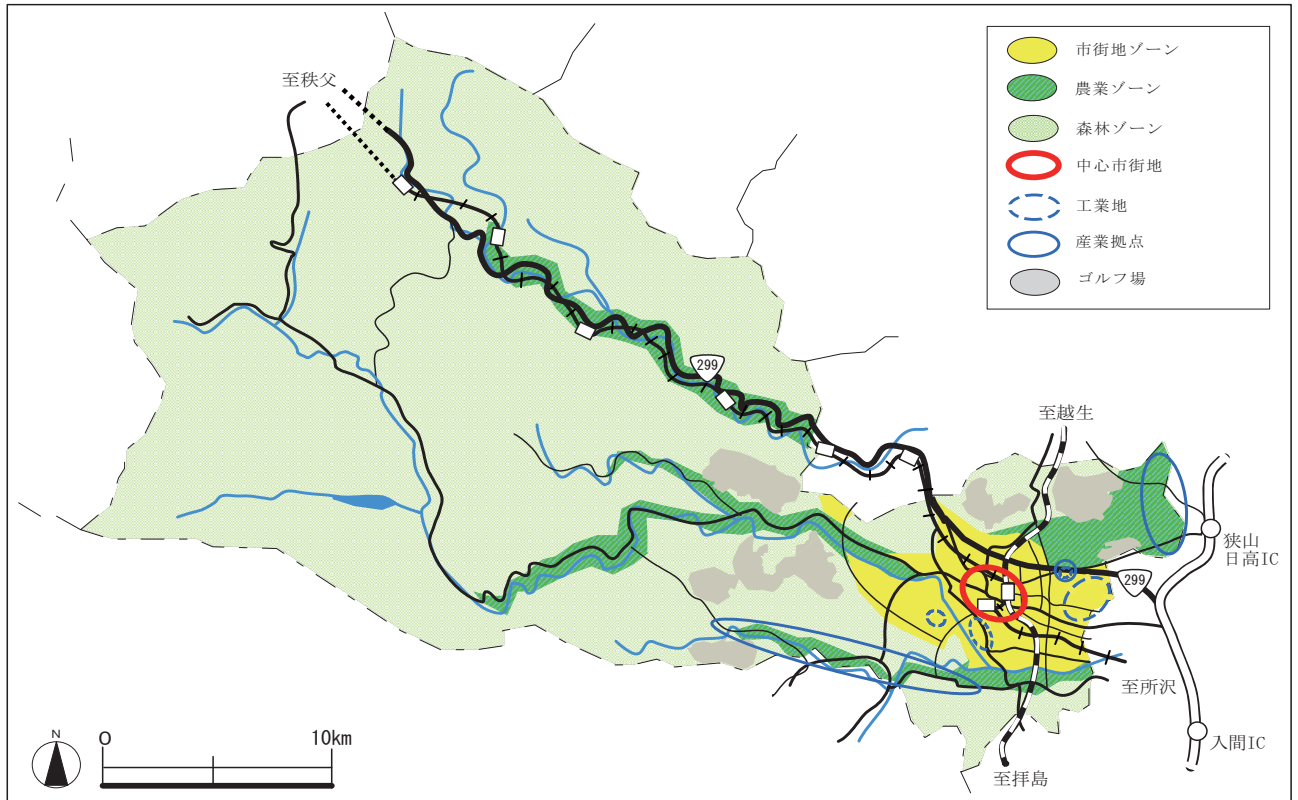 市街地ゾーン
農業ゾーン
森林ゾーン
中心市街地
工業地
産業拠点
ゴルフ場
至秩父
299
至越生
狭山
日高IC
299
至所沢
入間IC
至拝島
N
0
10km